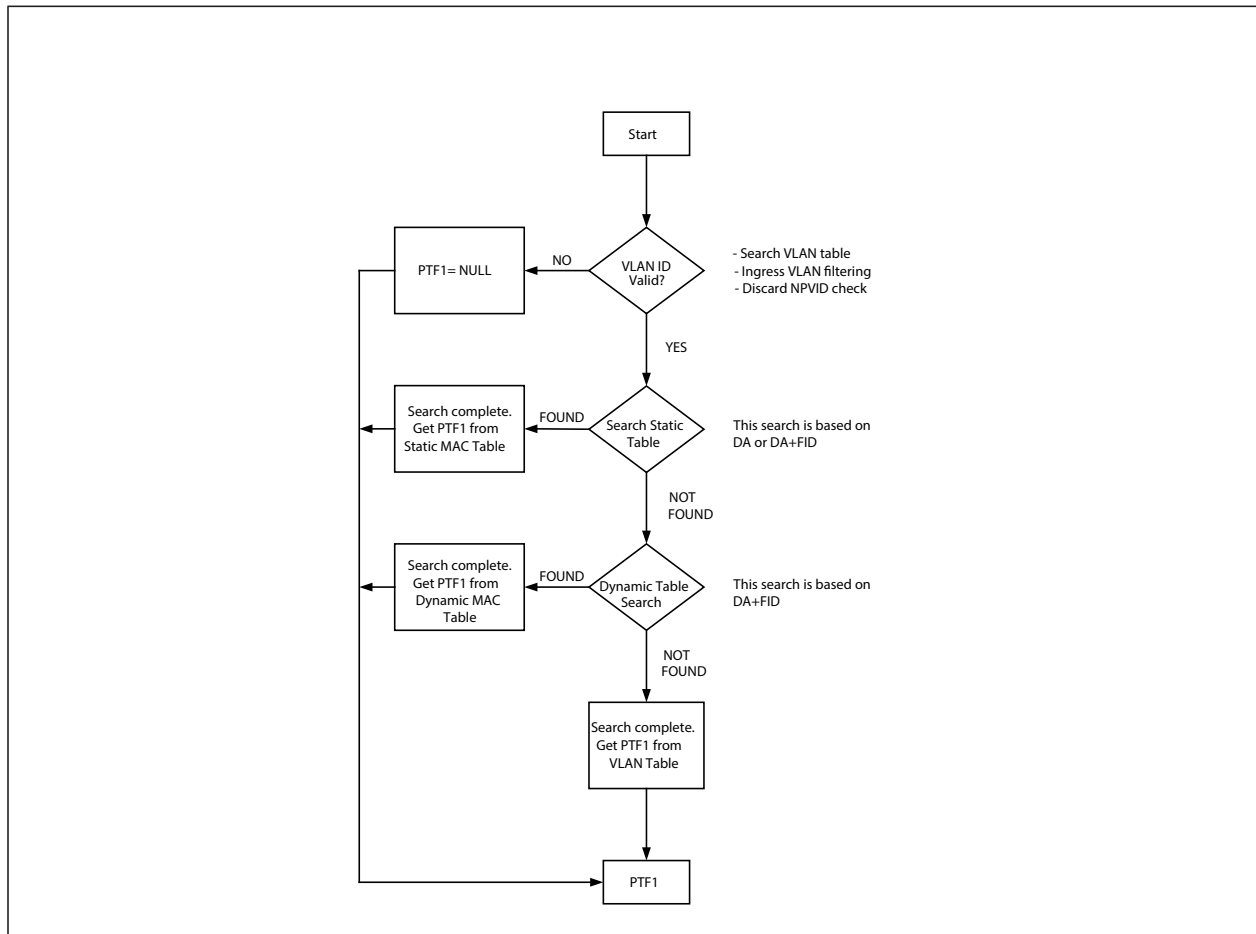 Start
PTF1= NULL
NO
VLAN ID
Valid?
- Search VLAN table
- Ingress VLAN filtering
- Discard NPVID check
YES
Search complete.
Get PTF1 from
Static MAC Table
FOUND
Search Static
Table
This search is based on
DA or DA+FID
NOT
FOUND
Search complete.
Get PTF1 from
Dynamic MAC
Table
FOUND
Dynamic Table
Search
This search is based on
DA+FID
NOT
FOUND
Search complete.
Get PTF1 from
VLAN Table
PTF1